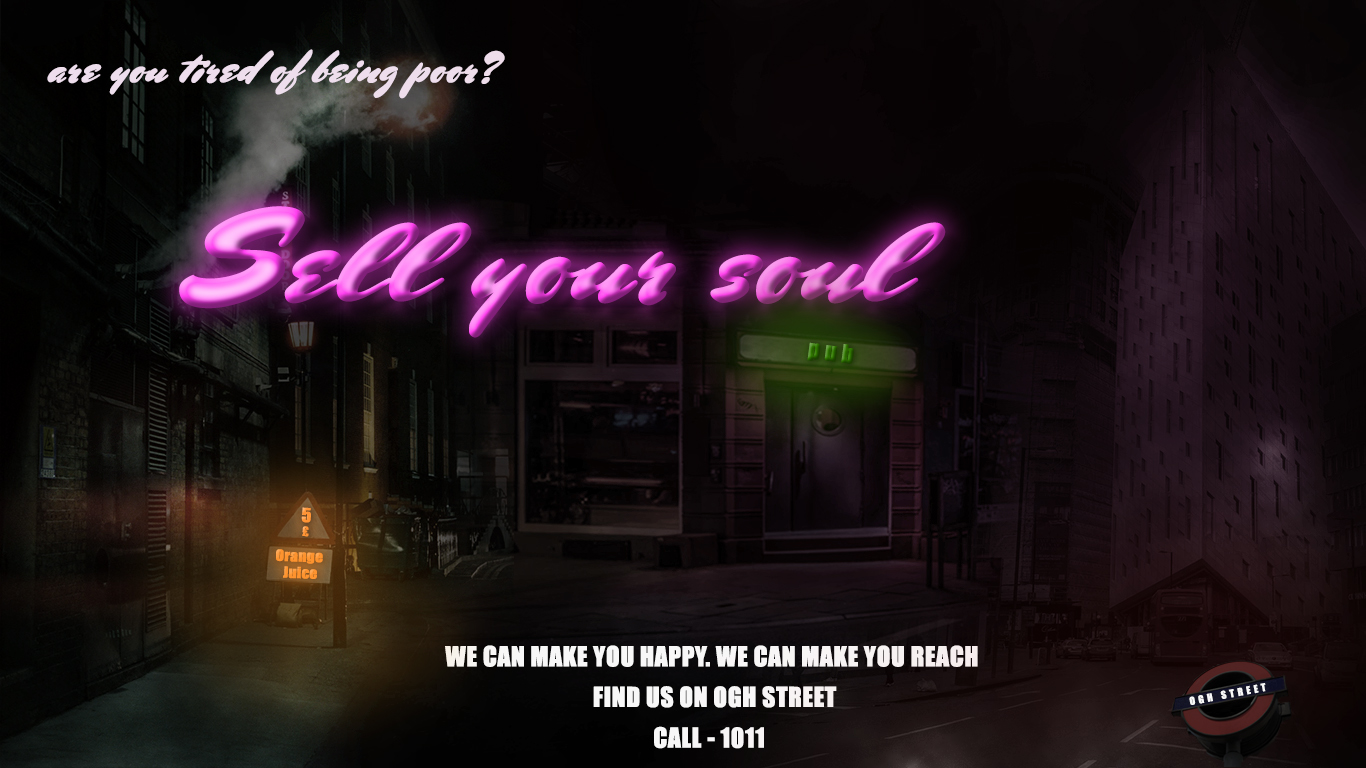 are you tired of being poor?
Sell your soul
pub
5
£
Orange
Juice
WE CAN MAKE YOU HAPPY. WE CAN MAKE YOU REACH
FIND US ON OGH STREET
CALL - 1011
OGH STREET